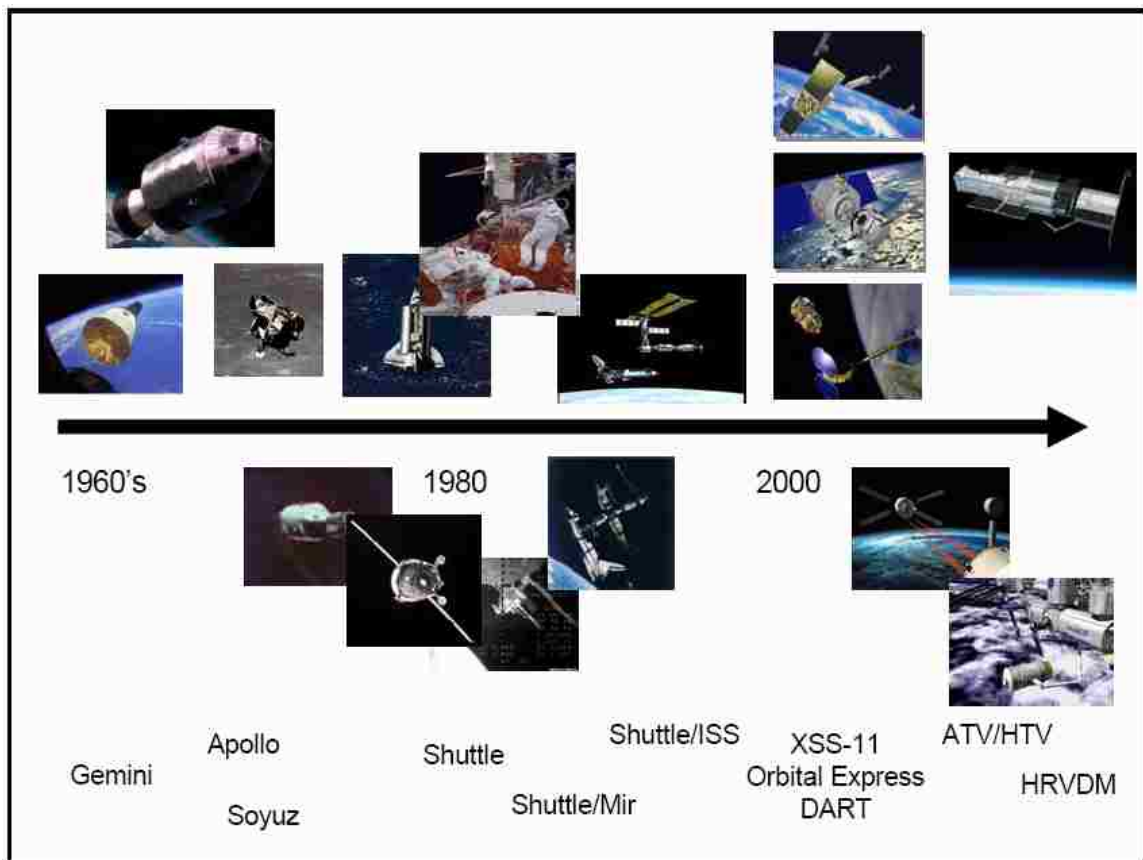 1960's
1980
2000
Apollo
Shuttle/ISS
XSS-11
ATV/HTV
Gemini
Shuttle
Orbital Express
HRVDM
Soyuz
Shuttle/Mir
DART